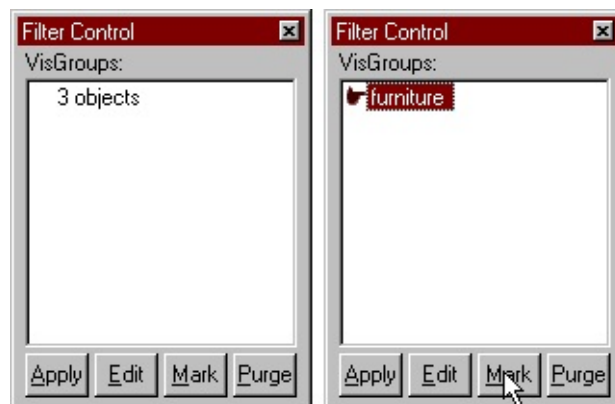 Filter Control
VisGroups:
3 objects
Apply Edit Mark Purge
Filter Control
VisGroups:
furniture
Apply Edit Mark Purge